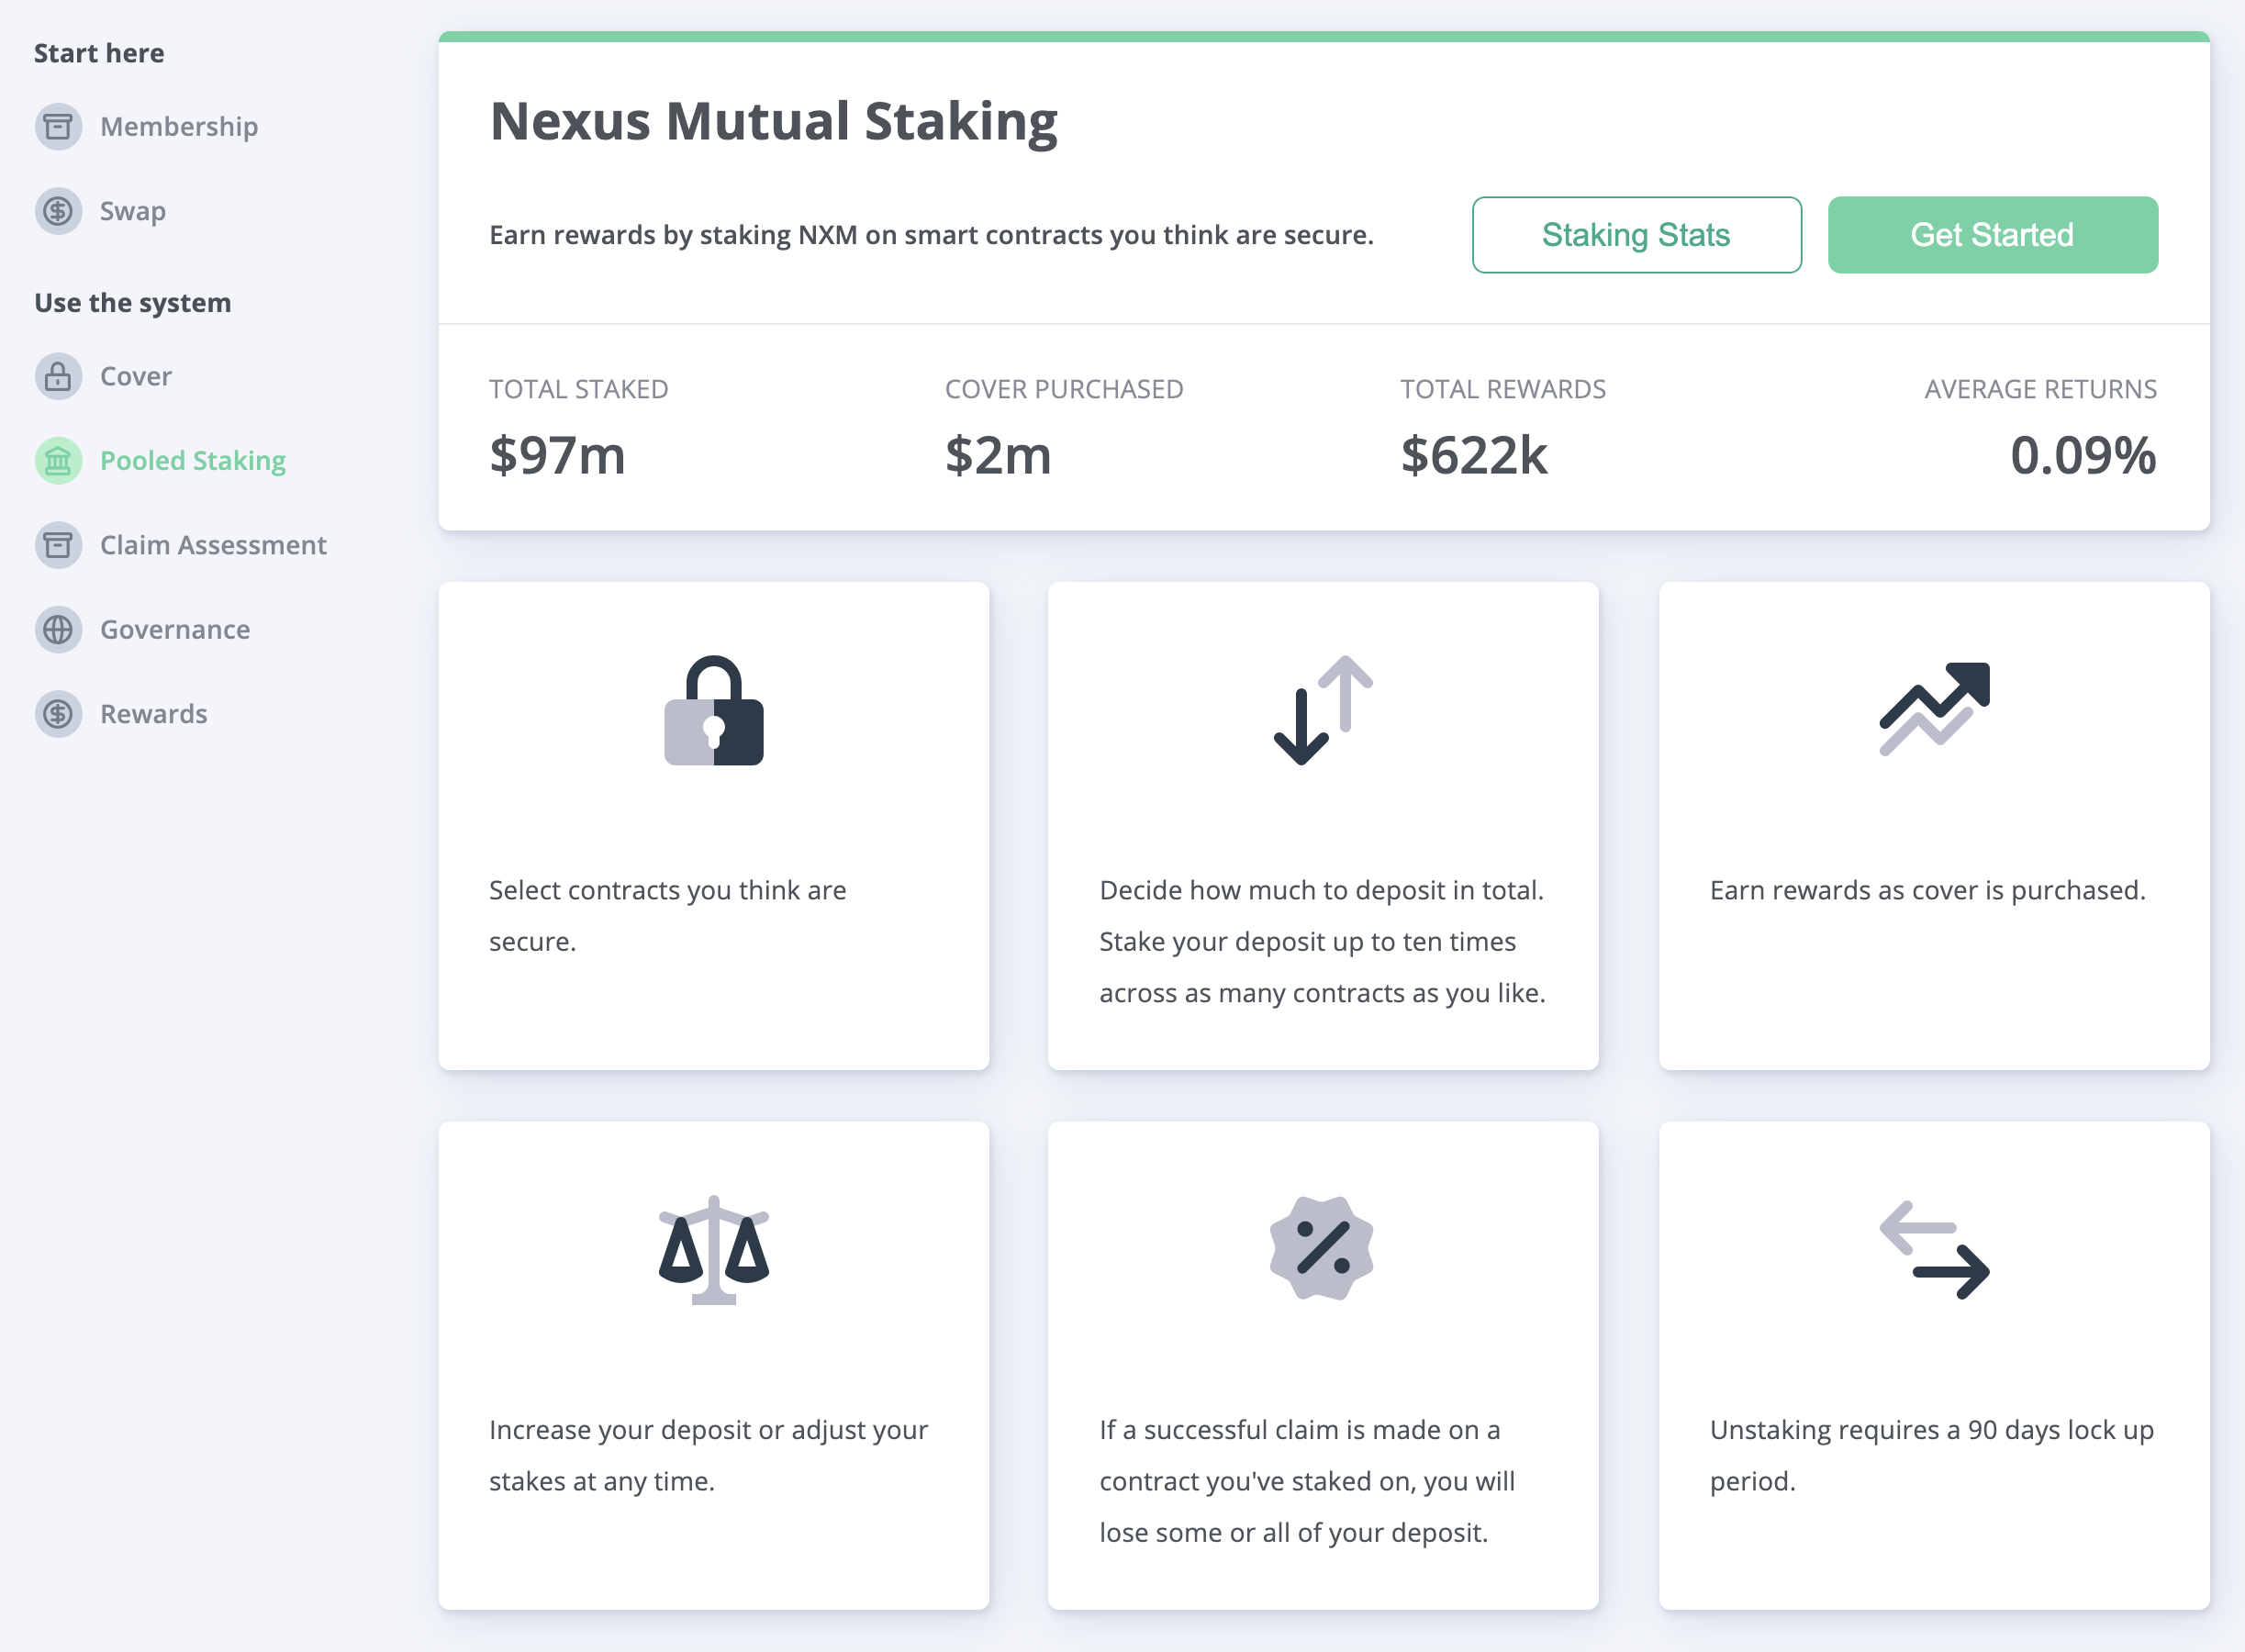 Start here
Membership
Swap
Use the system
Cover
Pooled Staking
Claim Assessment
Governance
Rewards
Nexus Mutual Staking
Earn rewards by staking NXM on smart contracts you think are secure.
Staking Stats
Get Started
TOTAL STAKED
$97m
COVER PURCHASED
$2m
TOTAL REWARDS
$622k
AVERAGE RETURNS
0.09%
Select contracts you think are
secure.
Decide how much to deposit in total.
Stake your deposit up to ten times
across as many contracts as you like.
Earn rewards as cover is purchased.
Increase your deposit or adjust your
stakes at any time.
If a successful claim is made on a
contract you've staked on, you will
lose some or all of your deposit.
Unstaking requires a 90 days lock up
period.